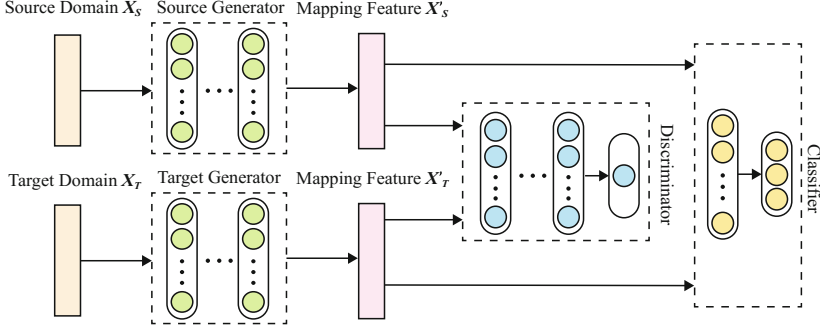 Source Domain X_S
Source Generator
Mapping Feature X'_S
Target Domain X_T
Target Generator
Mapping Feature X'_T
Discriminator
Classifier